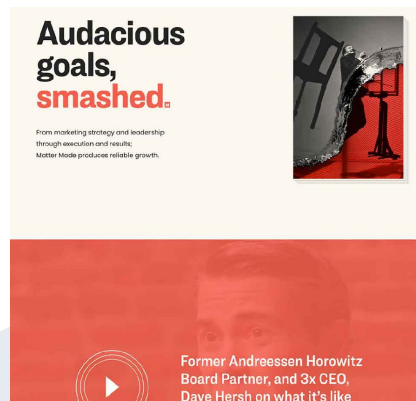 Audacious
goals,
smashed.
From marketing strategy and leadership
through execution and results;
Matter Made produces reliable growth.
Former Andreessen Horowitz
Board Partner, and 3x CEO,
Dave Hersh on what it's like